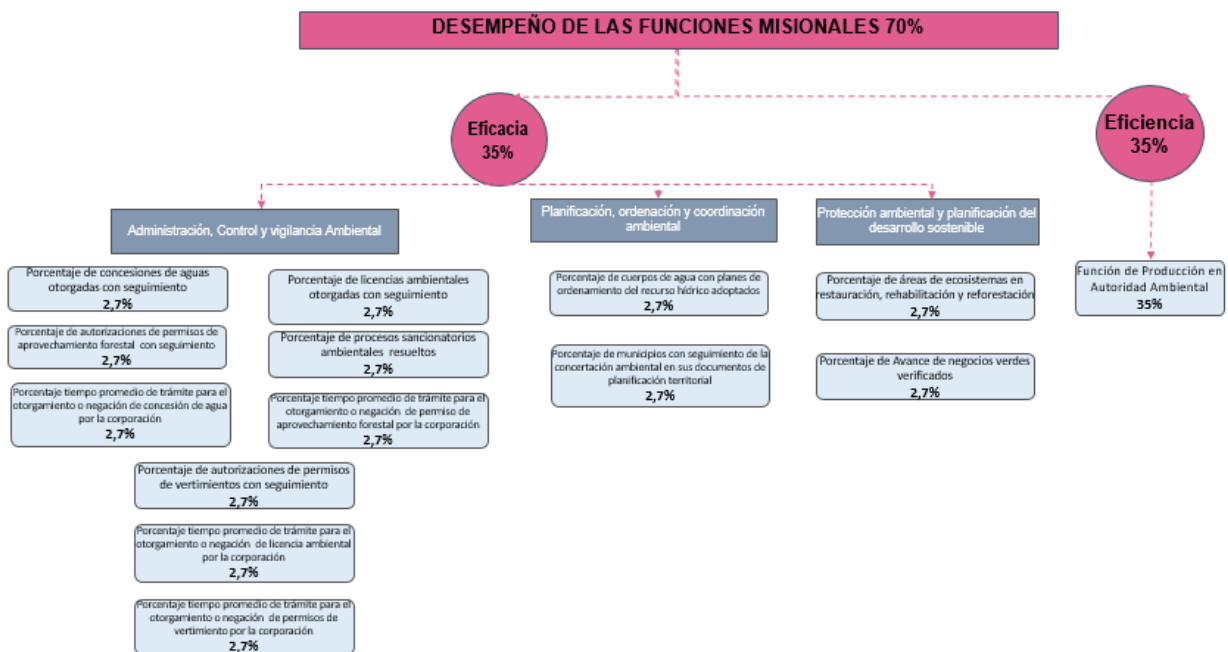 DESEMPEÑO DE LAS FUNCIONES MISIONALES 70%
Eficacia
35%
Eficiencia
35%
Administración, Control y vigilancia Ambiental
Porcentaje de concesiones de aguas
otorgadas con seguimiento
2,7%
Porcentaje de autorizaciones de permisos de
aprovechamiento forestal con seguimiento
2,7%
Porcentaje tiempo promedio de trámite para el
otorgamiento o negación de concesión de agua
por la corporación
2,7%
Porcentaje de licencias ambientales
otorgadas con seguimiento
2,7%
Porcentaje de procesos sancionatorios
ambientales resueltos
2,7%
Porcentaje tiempo promedio de trámite para el
otorgamiento o negación de permiso de
aprovechamiento forestal por la corporación
2,7%
Porcentaje de autorizaciones de permisos
de vertimientos con seguimiento
2,7%
Porcentaje tiempo promedio de trámite para el
otorgamiento o negación de licencia ambiental
por la corporación
2,7%
Porcentaje tiempo promedio de trámite para el
otorgamiento o negación de permisos de
vertimiento por la corporación
2,7%
Planificación, ordenación y coordinación
ambiental
Porcentaje de cuerpos de agua con planes de
ordenamiento del recurso hídrico adoptados
2,7%
Porcentaje de municipios con seguimiento de la
concertación ambiental en sus documentos de
planificación territorial
2,7%
Protección ambiental y planificación del
desarrollo sostenible
Porcentaje de áreas de ecosistemas en
restauración, rehabilitación y reforestación
2,7%
Porcentaje de Avance de negocios verdes
verificados
2,7%
Función de Producción en
Autoridad Ambiental
35%